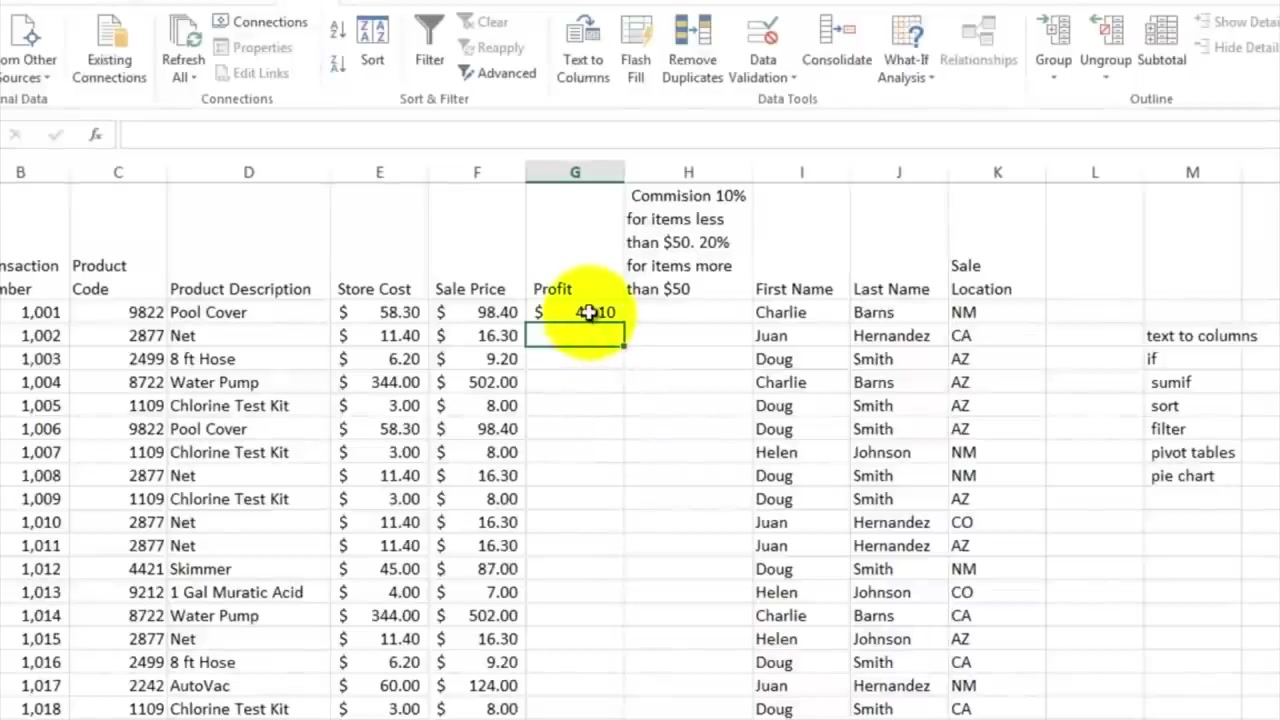 Connections
Clear
Show Detai
Properties
Reapply
Hide Detai
om Other
Existing
Refresh
Sort
Filter
Text to
Flash
Remove
Data
Consolidate
What-If
Relationships
Group
Ungroup
Subtotal
Sources
Connections
All
Edit Links
Advanced
Columns
Fill
Duplicates
Validation
Analysis
nal Data
Connections
Sort & Filter
Data Tools
Outline
fx
B C D E F G H I J K L M
Commision 10%
for items less
than $50. 20%
nsaction Product for items more Sale
mber Code Product Description Store Cost Sale Price Profit than $50 First Name Last Name Location
1,001 9822 Pool Cover $ 58.30 $ 98.40 $ Charlie Barns NM
1,002 2877 Net $ 11.40 $ 16.30 Juan Hernandez CA text to columns
1,003 2499 8 ft Hose $ 6.20 $ 9.20 Doug Smith AZ if
1,004 8722 Water Pump $ 344.00 $ 502.00 Charlie Barns AZ sumif
1,005 1109 Chlorine Test Kit $ 3.00 $ 8.00 Doug Smith AZ sort
1,006 9822 Pool Cover $ 58.30 $ 98.40 Doug Smith AZ filter
1,007 1109 Chlorine Test Kit $ 3.00 $ 8.00 Helen Johnson NM pivot tables
1,008 2877 Net $ 11.40 $ 16.30 Doug Smith NM pie chart
1,009 1109 Chlorine Test Kit $ 3.00 $ 8.00 Doug Smith AZ
1,010 2877 Net $ 11.40 $ 16.30 Juan Hernandez CO
1,011 2877 Net $ 11.40 $ 16.30 Juan Hernandez AZ
1,012 4421 Skimmer $ 45.00 $ 87.00 Doug Smith NM
1,013 9212 1 Gal Muratic Acid $ 4.00 $ 7.00 Helen Johnson CO
1,014 8722 Water Pump $ 344.00 $ 502.00 Charlie Barns CA
1,015 2877 Net $ 11.40 $ 16.30 Helen Johnson AZ
1,016 2499 8 ft Hose $ 6.20 $ 9.20 Doug Smith CA
1,017 2242 AutoVac $ 60.00 $ 124.00 Juan Hernandez NM
1,018 1109 Chlorine Test Kit $ 3.00 $ 8.00 Doug Smith CA